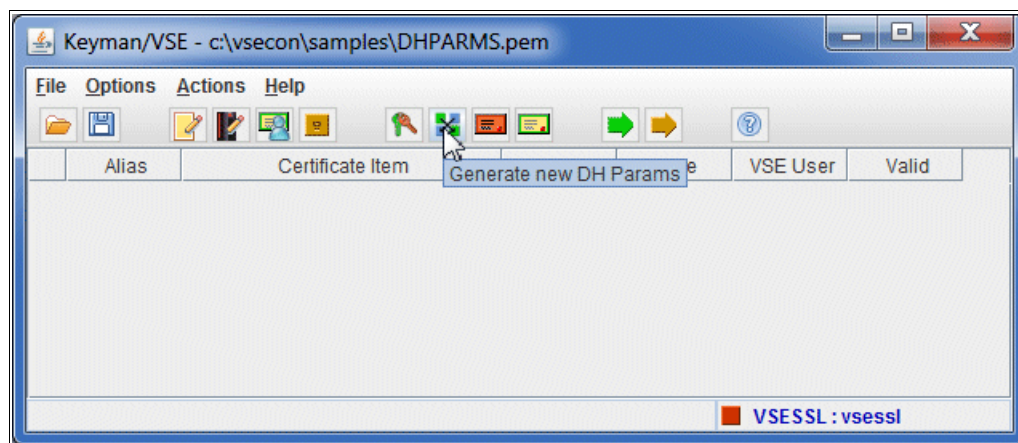 Keyman/VSE - c:\vsecon\samples\DHPARMS.pem
File Options Actions Help
Alias Certificate Item e VSE User Valid
Generate new DH Params
VSESSL : vsessl